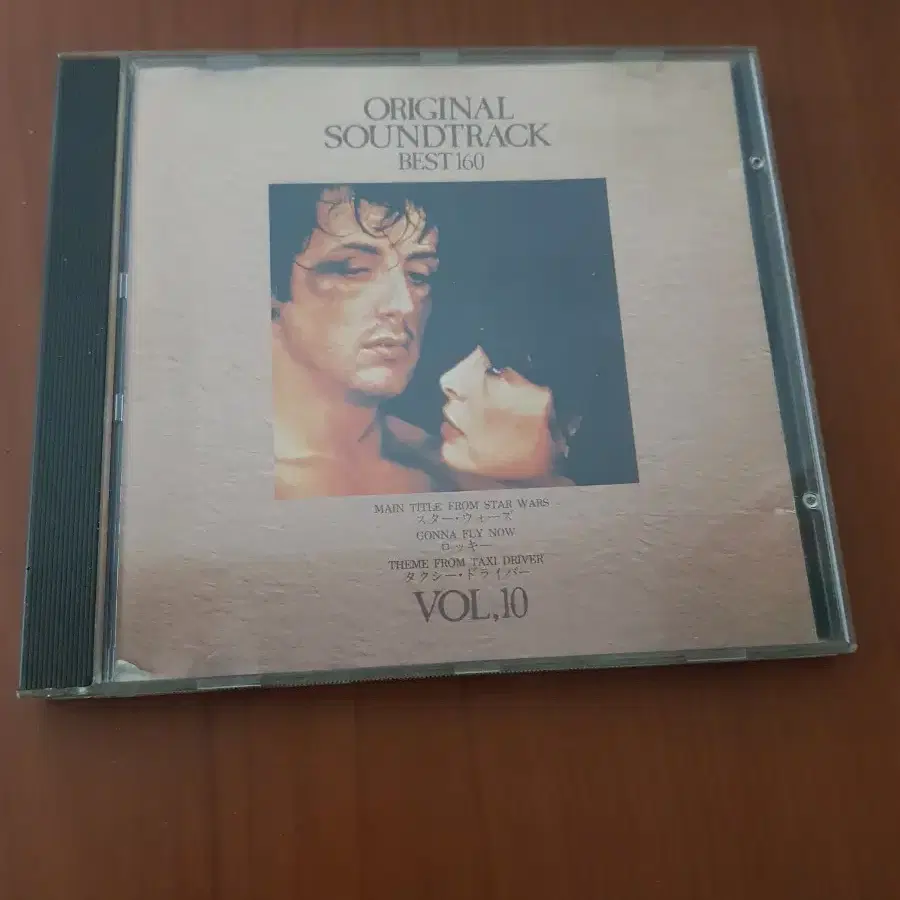 ORIGINAL
SOUNDTRACK
BEST 160
MAIN TITLE FROM STAR WARS
スター・ウォーズ
GONNA FLY NOW
ロッキー
THEME FROM TAXI DRIVER
タクシー・ドライバー
VOL,10